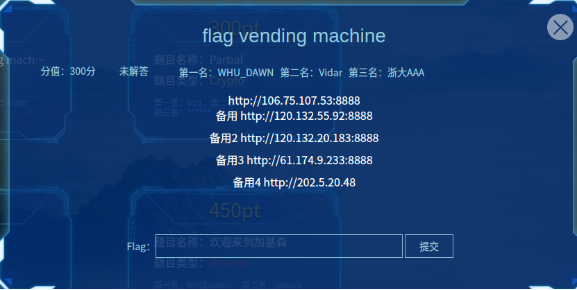 300pt
flag vending machine
题目名称：Partial
分值：300分 未解答 第一名：WHU_DAWN 第二名：Vidar 第三名：浙大AAA
题目类型：Crypto
http://106.75.107.53:8888
备用 http://120.132.55.92:8888
备用2 http://120.132.20.183:8888
备用3 http://61.174.9.233:8888
备用4 http://202.5.20.48
450pt
Flag: 提交
题目名称：欢迎来到加基森
题目类型：